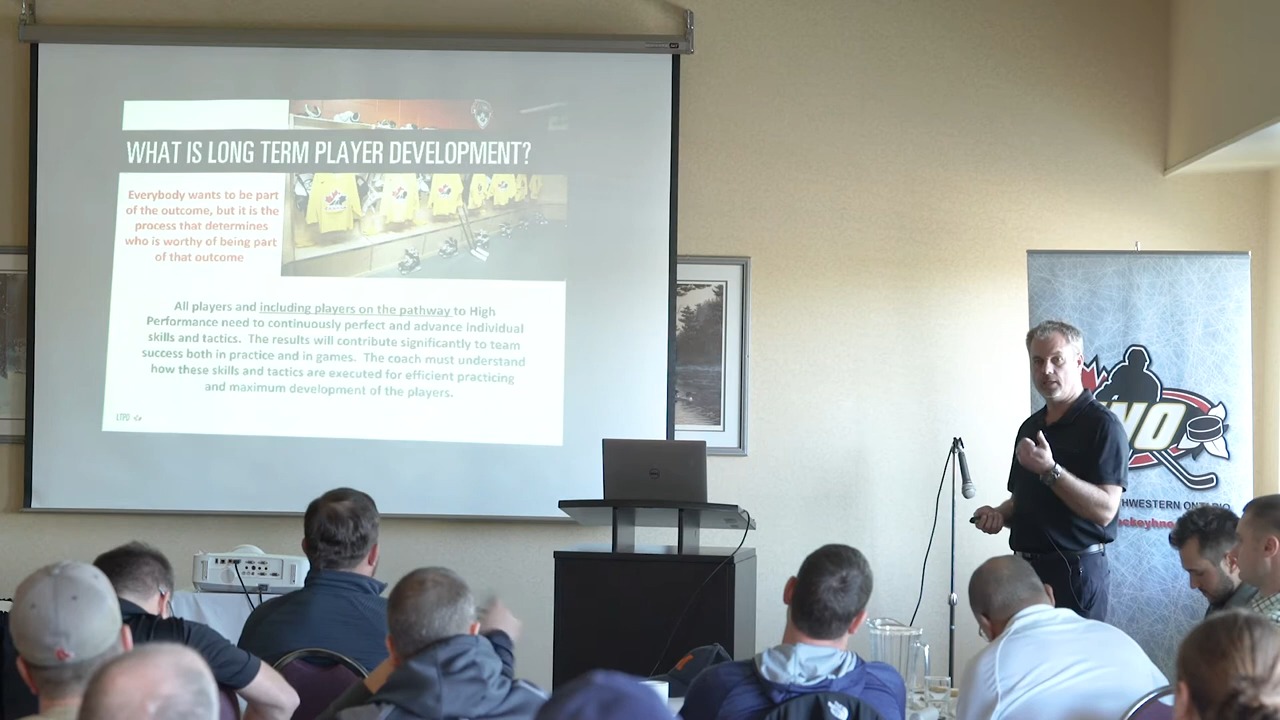 WHAT IS LONG TERM PLAYER DEVELOPMENT?
Everybody wants to be part
of the outcome, but it is the
process that determines
who is worthy of being part
of that outcome
All players and including players on the pathway to High
Performance need to continuously perfect and advance individual
skills and tactics. The results will contribute significantly to team
success both in practice and in games. The coach must understand
how these skills and tactics are executed for efficient practicing
and maximum development of the players.
LTPD
NO
HWESTERN ONTARIO
ckeyhno